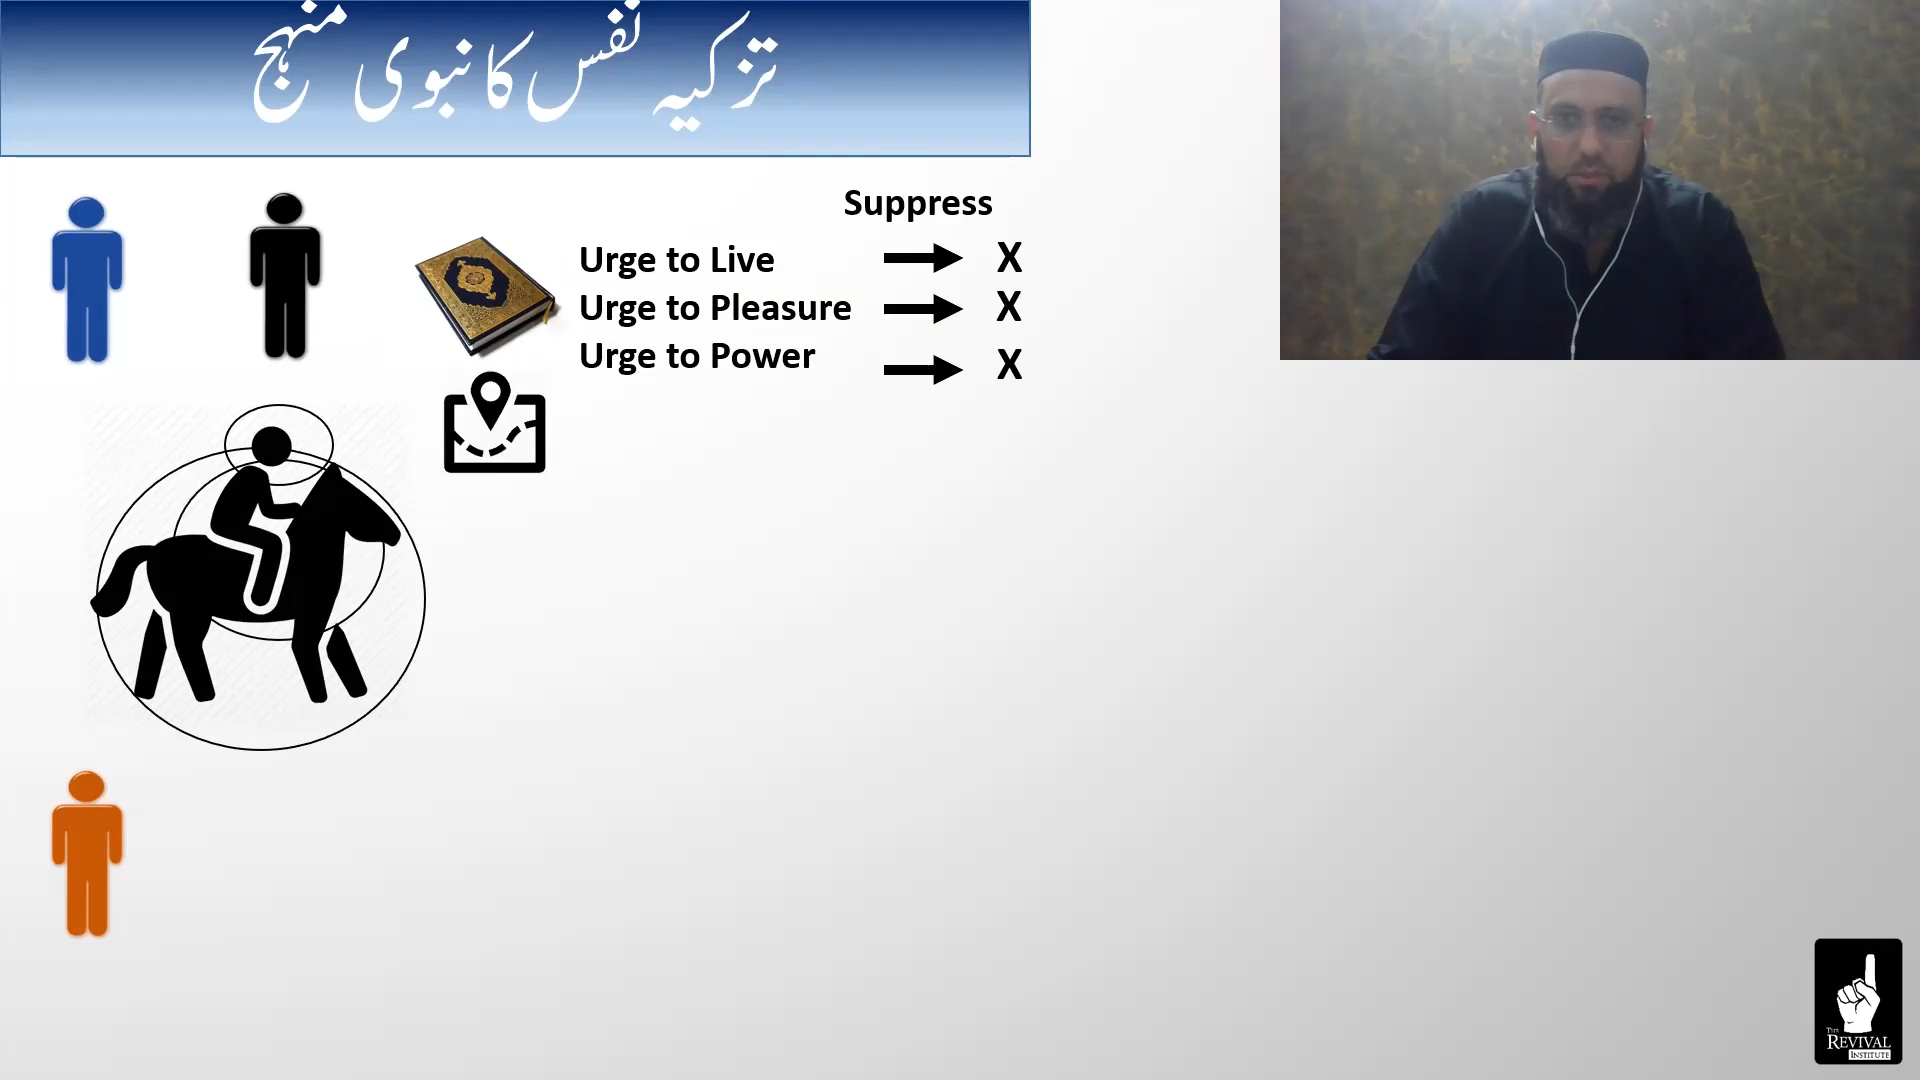 تزکیہ نفس کا نبوی منہج
Suppress
Urge to Live X
Urge to Pleasure X
Urge to Power X
THE
REVIVAL
INSTITUTE